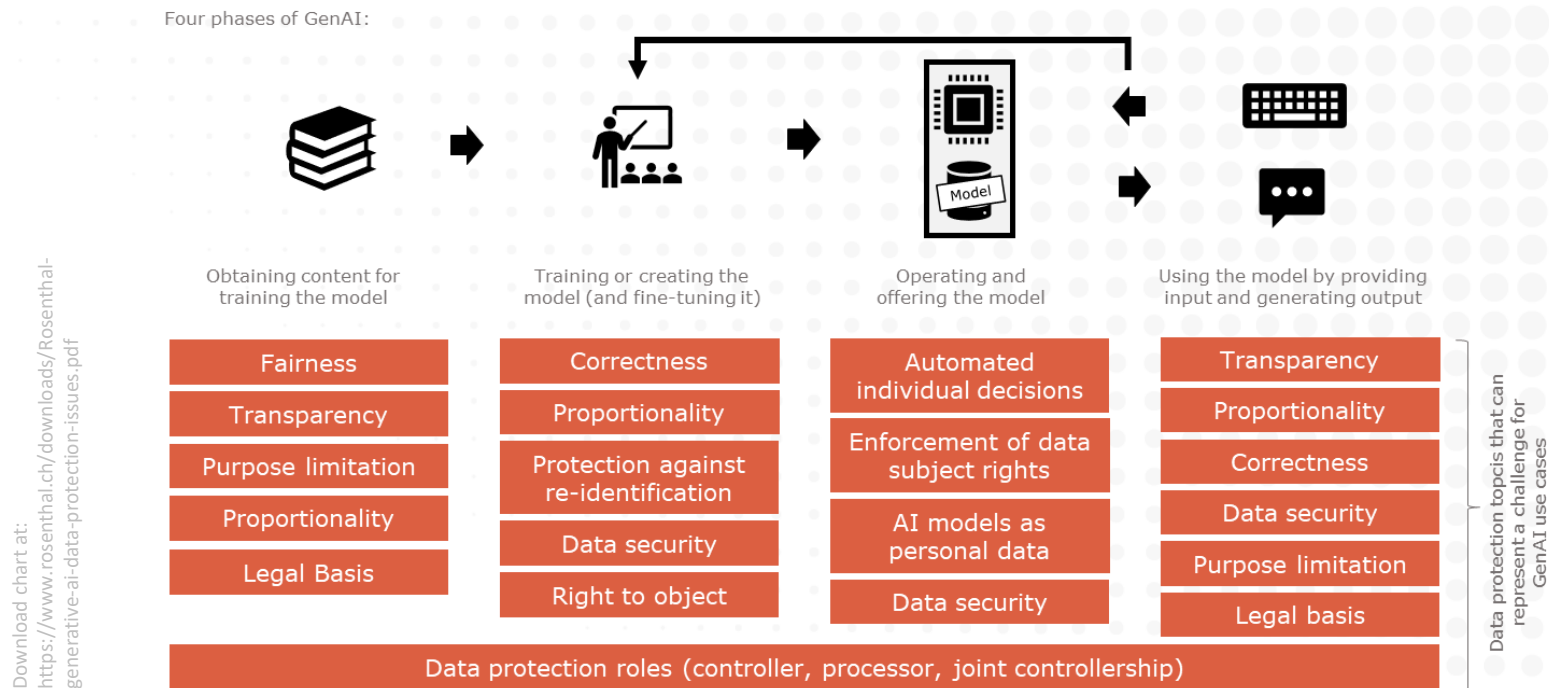 Four phases of GenAI:
Model
Obtaining content for
training the model
Training or creating the
model (and fine-tuning it)
Operating and
offering the model
Using the model by providing
input and generating output
Fairness
Transparency
Purpose limitation
Proportionality
Legal Basis
Correctness
Proportionality
Protection against
re-identification
Data security
Right to object
Automated
individual decisions
Enforcement of data
subject rights
AI models as
personal data
Data security
Transparency
Proportionality
Correctness
Data security
Purpose limitation
Legal basis
Data protection roles (controller, processor, joint controllership)
Data protection topcis that can
represent a challenge for
GenAI use cases
Download chart at:
https://www.rosenthal.ch/downloads/Rosenthal-
generative-ai-data-protection-issues.pdf